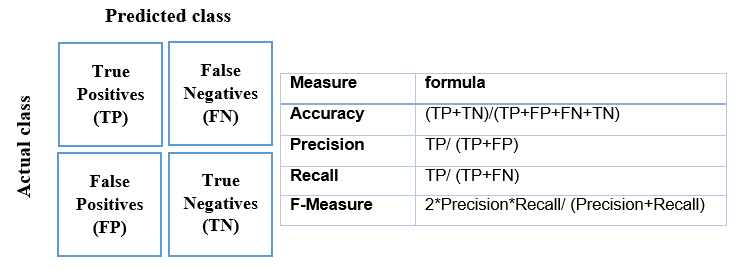 Predicted class
Actual class
True
Positives
(TP)
False
Negatives
(FN)
False
Positives
(FP)
True
Negatives
(TN)
Measure formula
Accuracy (TP+TN)/(TP+FP+FN+TN)
Precision TP/ (TP+FP)
Recall TP/ (TP+FN)
F-Measure 2*Precision*Recall/ (Precision+Recall)